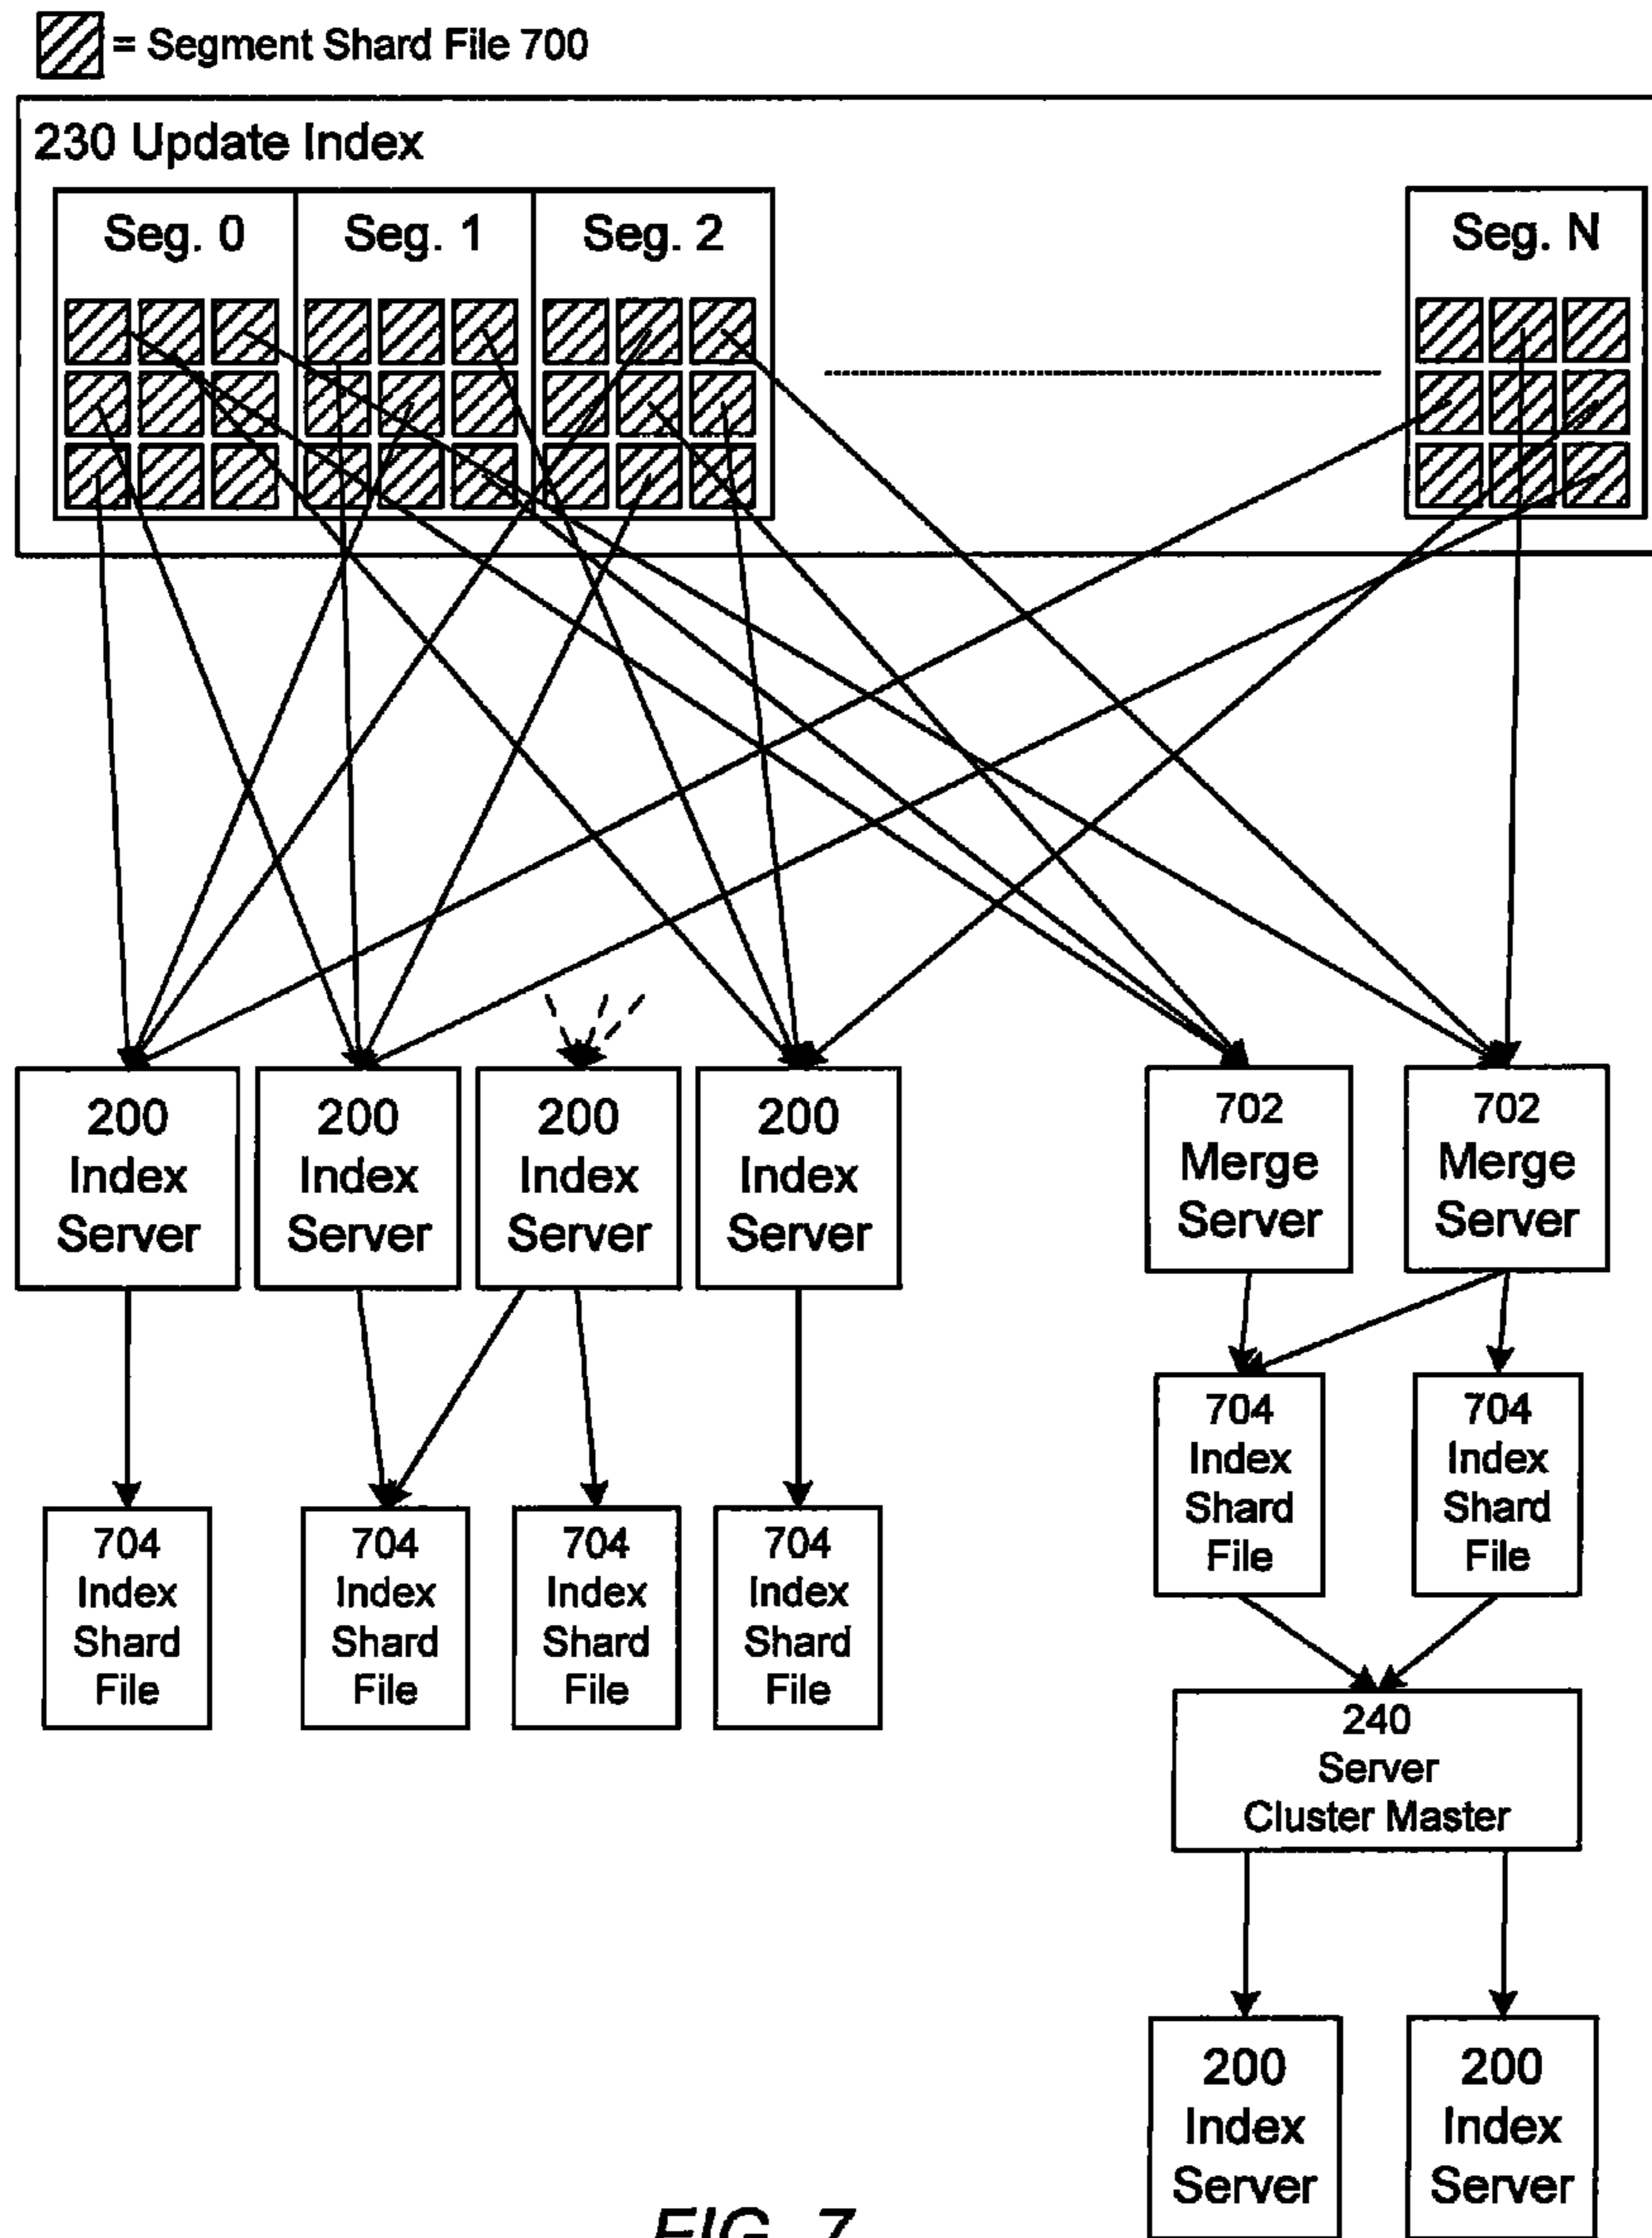 = Segment Shard File 700
230 Update Index
Seg. 0
Seg. 1
Seg. 2
Seg. N
200
Index
Server
200
Index
Server
200
Index
Server
200
Index
Server
702
Merge
Server
702
Merge
Server
704
Index
Shard
File
704
Index
Shard
File
704
Index
Shard
File
704
Index
Shard
File
704
Index
Shard
File
704
Index
Shard
File
240
Server
Cluster Master
200
Index
Server
200
Index
Server
FIG. 7